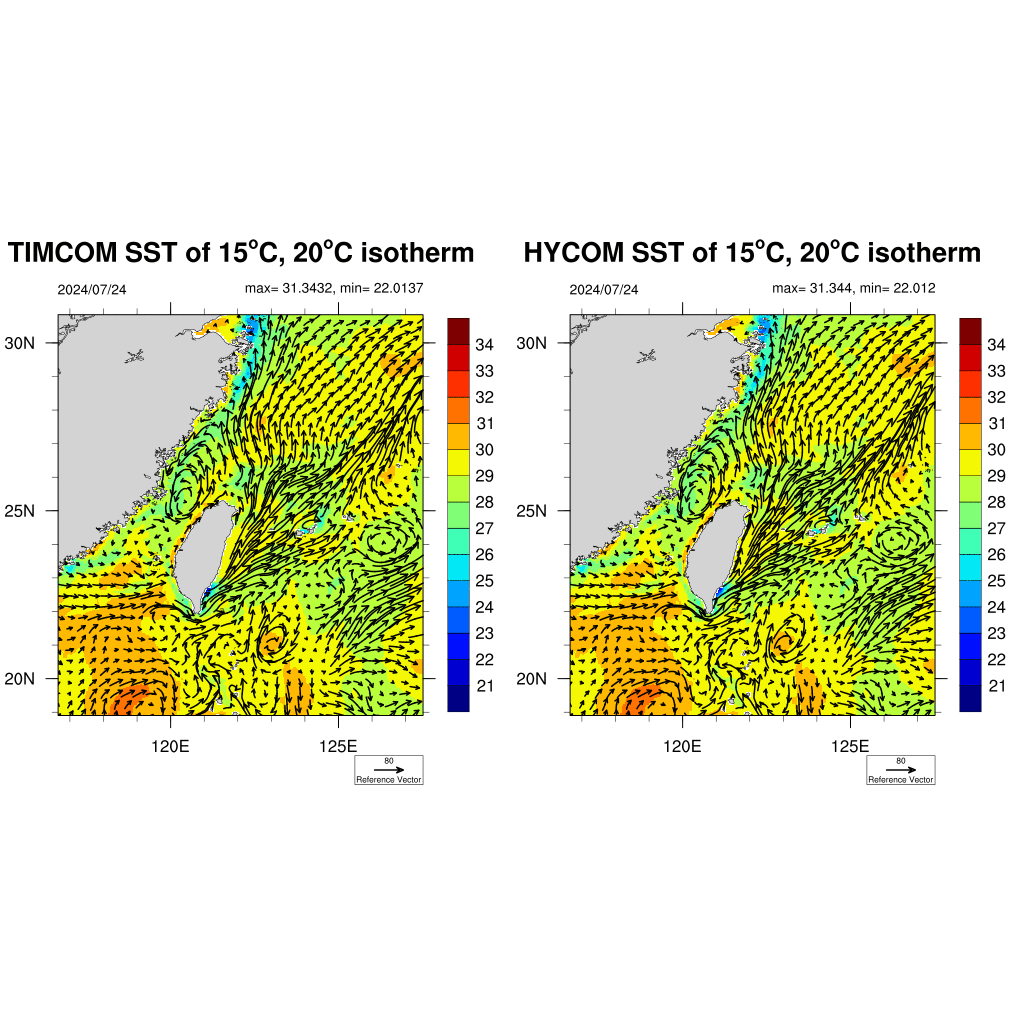 TIMCOM SST of 15°C, 20°C isotherm
2024/07/24 max= 31.3432, min= 22.0137
30N
25N
20N
120E 125E
34
33
32
31
30
29
28
27
26
25
24
23
22
21
80
Reference Vector
HYCOM SST of 15°C, 20°C isotherm
2024/07/24 max= 31.344, min= 22.012
30N
25N
20N
120E 125E
34
33
32
31
30
29
28
27
26
25
24
23
22
21
80
Reference Vector